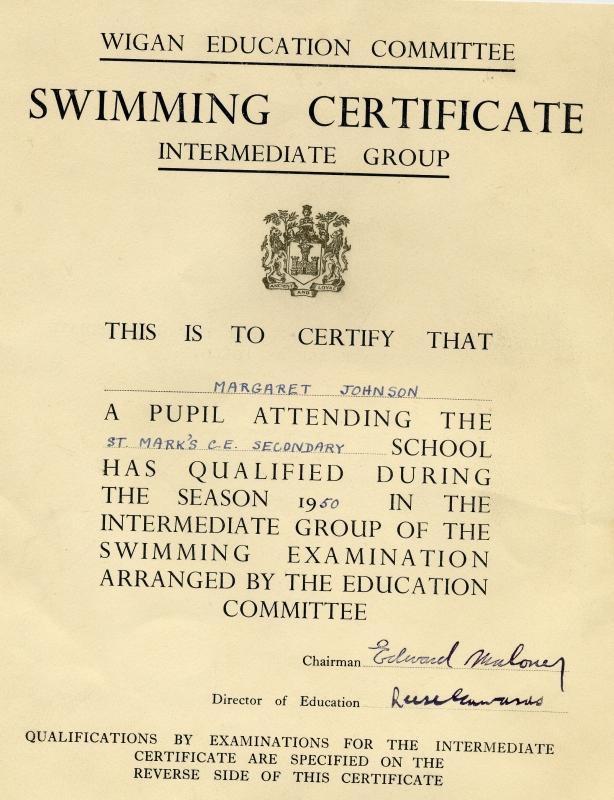 WIGAN EDUCATION COMMITTEE
SWIMMING CERTIFICATE
INTERMEDIATE GROUP
ANCIENT AND LOYAL
THIS IS TO CERTIFY THAT
MARGARET JOHNSON
A PUPIL ATTENDING THE
ST. MARK'S C.E. SECONDARY SCHOOL
HAS QUALIFIED DURING
THE SEASON 1950 IN THE
INTERMEDIATE GROUP OF THE
SWIMMING EXAMINATION
ARRANGED BY THE EDUCATION
COMMITTEE
Chairman Edward Maloney
Director of Education
QUALIFICATIONS BY EXAMINATIONS FOR THE INTERMEDIATE
CERTIFICATE ARE SPECIFIED ON THE
REVERSE SIDE OF THIS CERTIFICATE